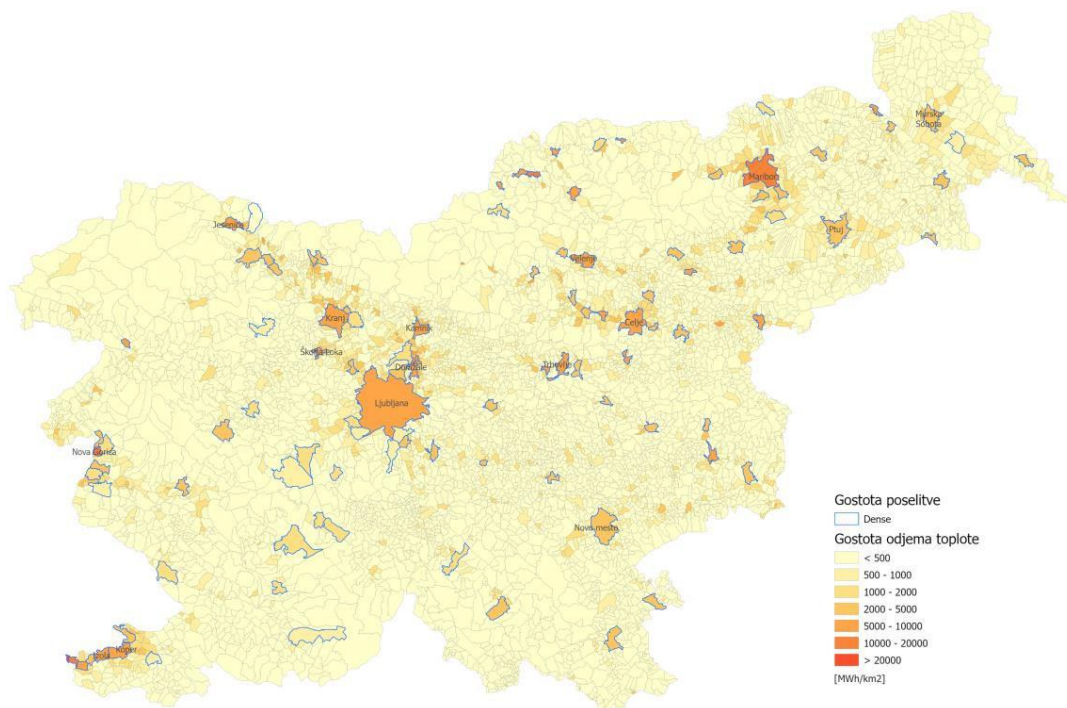 Murska
Sobota
Maribor
Jesenice
Ptuj
Velenje
Kranj
Celje
Kamnik
Škofja Loka
Domžale
Trbovlje
Ljubljana
Nova Gorica
Gostota poselitve
Dense
Novo mesto
Gostota odjema toplote
< 500
500 - 1000
1000 - 2000
2000 - 5000
5000 - 10000
10000 - 20000
> 20000
[MWh/km2]
Izola
Koper